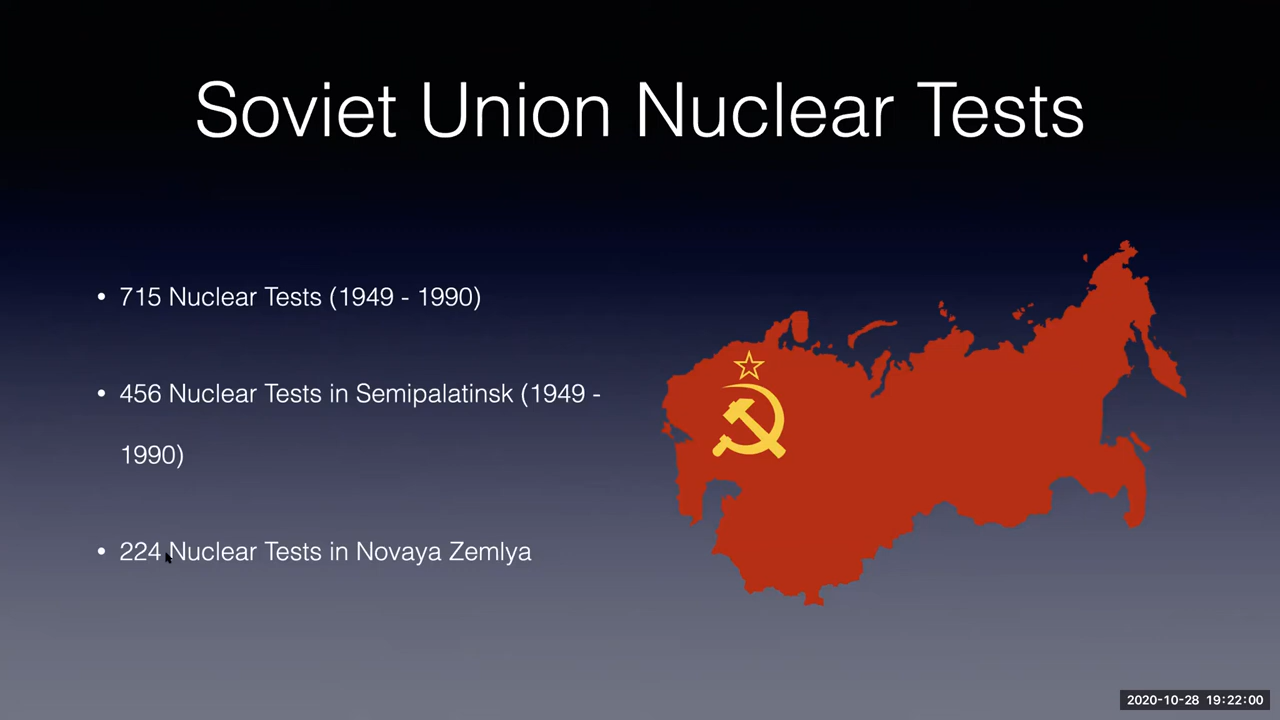 Soviet Union Nuclear Tests
• 715 Nuclear Tests (1949 - 1990)
• 456 Nuclear Tests in Semipalatinsk (1949 -
1990)
• 224 Nuclear Tests in Novaya Zemlya
2020-10-28 19:22:00